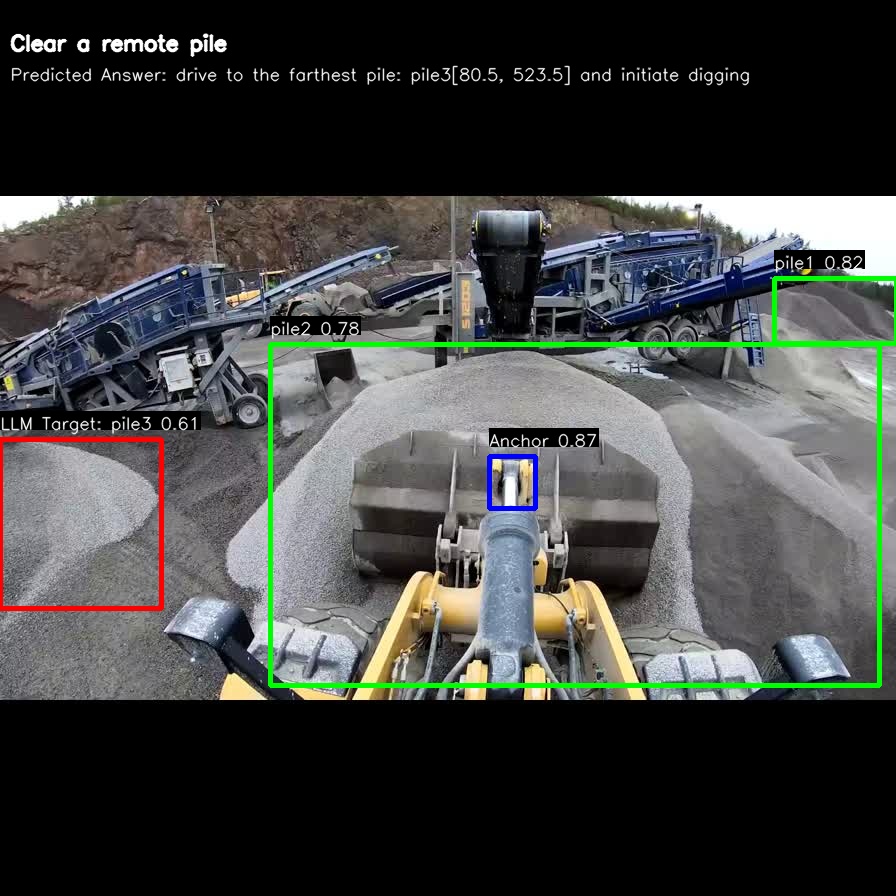 Clear a remote pile
Predicted Answer: drive to the farthest pile: pile3[80.5, 523.5] and initiate digging
pile1 0.82
pile2 0.78
LLM Target: pile3 0.61
Anchor 0.87